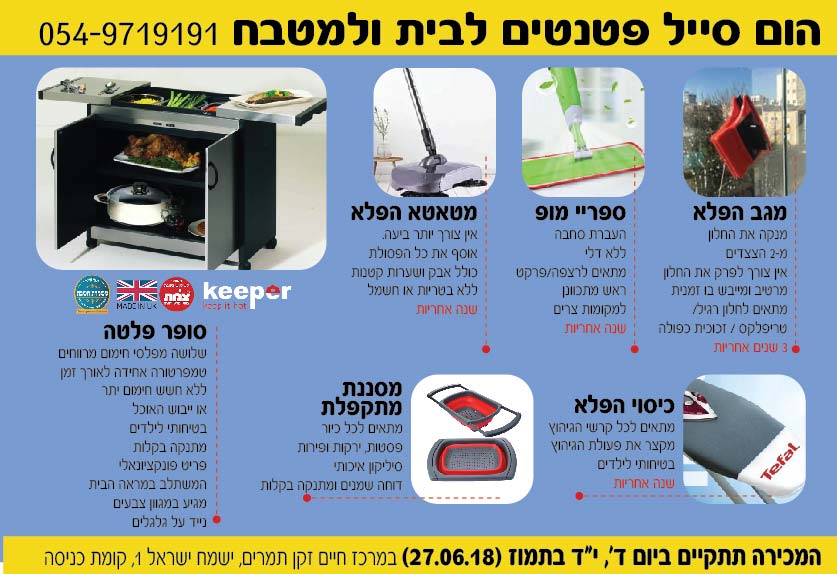 הום סייל פטנטים לבית ולמטבח 054-9719191
מגב הפלא
מנקה את החלון
מ-2 הצצדים
אין צורך לפרק את החלון
מרטיב ומייבש בו זמנית
מתאים לחלון רגיל/
טריפלקס / זכוכית כפולה
3 שנים אחריות
ספריי מופ
העברת סחבה
ללא דלי
מתאים לרצפה/פרקט
ראש מתכוונן
למקומות צרים
שנה אחריות
מטאטא הפלא
אין צורך יותר ביעה.
אוסף את כל הפסולת
כולל אבק ושערות קטנות
ללא בטריות או חשמל
שנה אחריות
MADE IN UK
keeper
keep it hot
סופר פלטה
שלושה מפלסי חימום מרווחים
טמפרטורה אחידה לאורך זמן
ללא חשש חימום יתר
או ייבוש האוכל
בטיחותי לילדים
מתנקה בקלות
פריט פונקציונאלי
המשתלב במראה הבית
מגיע במגוון צבעים
נייד על גלגלים
כיסוי הפלא
מתאים לכל קרשי הגיהוץ
מקצר את פעולת הגיהוץ
בטיחותי לילדים
שנה אחריות
Tefal
מסננת
מתקפלת
מתאים לכל כיור
פסטות, ירקות ופירות
סיליקון איכותי
דוחה שמנים ומתנקה בקלות
המכירה תתקיים ביום ד', י"ד בתמוז (27.06.18) במרכז חיים זקן תמרים, ישמח ישראל 1, קומת כניסה